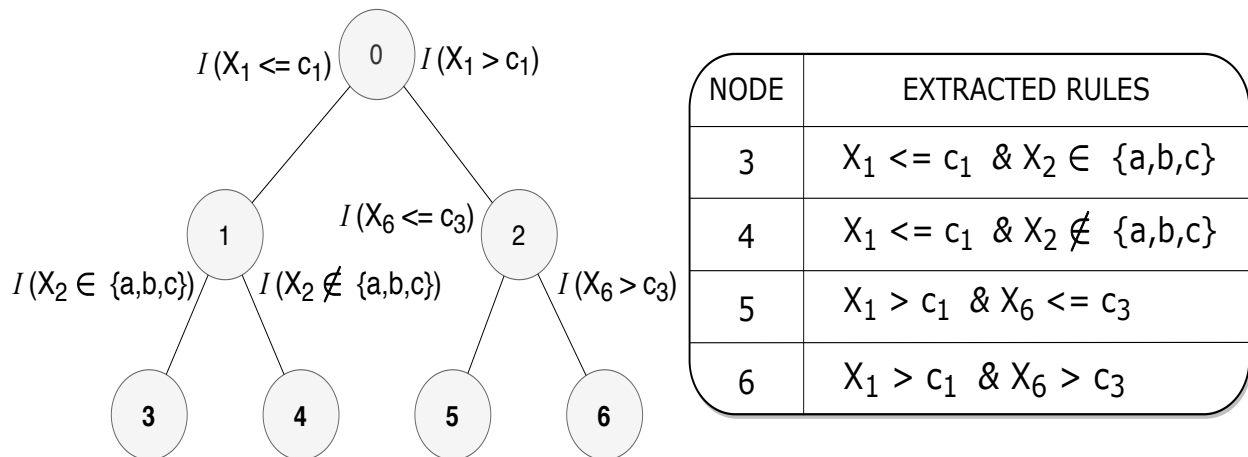 0
I (X₁ <= c₁)
I (X₁ > c₁)
1
I (X₆ <= c₃)
2
I (X₂ ∈ {a,b,c})
I (X₂ ∉ {a,b,c})
I (X₆ > c₃)
3
4
5
6
NODE EXTRACTED RULES
3 X₁ <= c₁ & X₂ ∈ {a,b,c}
4 X₁ <= c₁ & X₂ ∉ {a,b,c}
5 X₁ > c₁ & X₆ <= c₃
6 X₁ > c₁ & X₆ > c₃